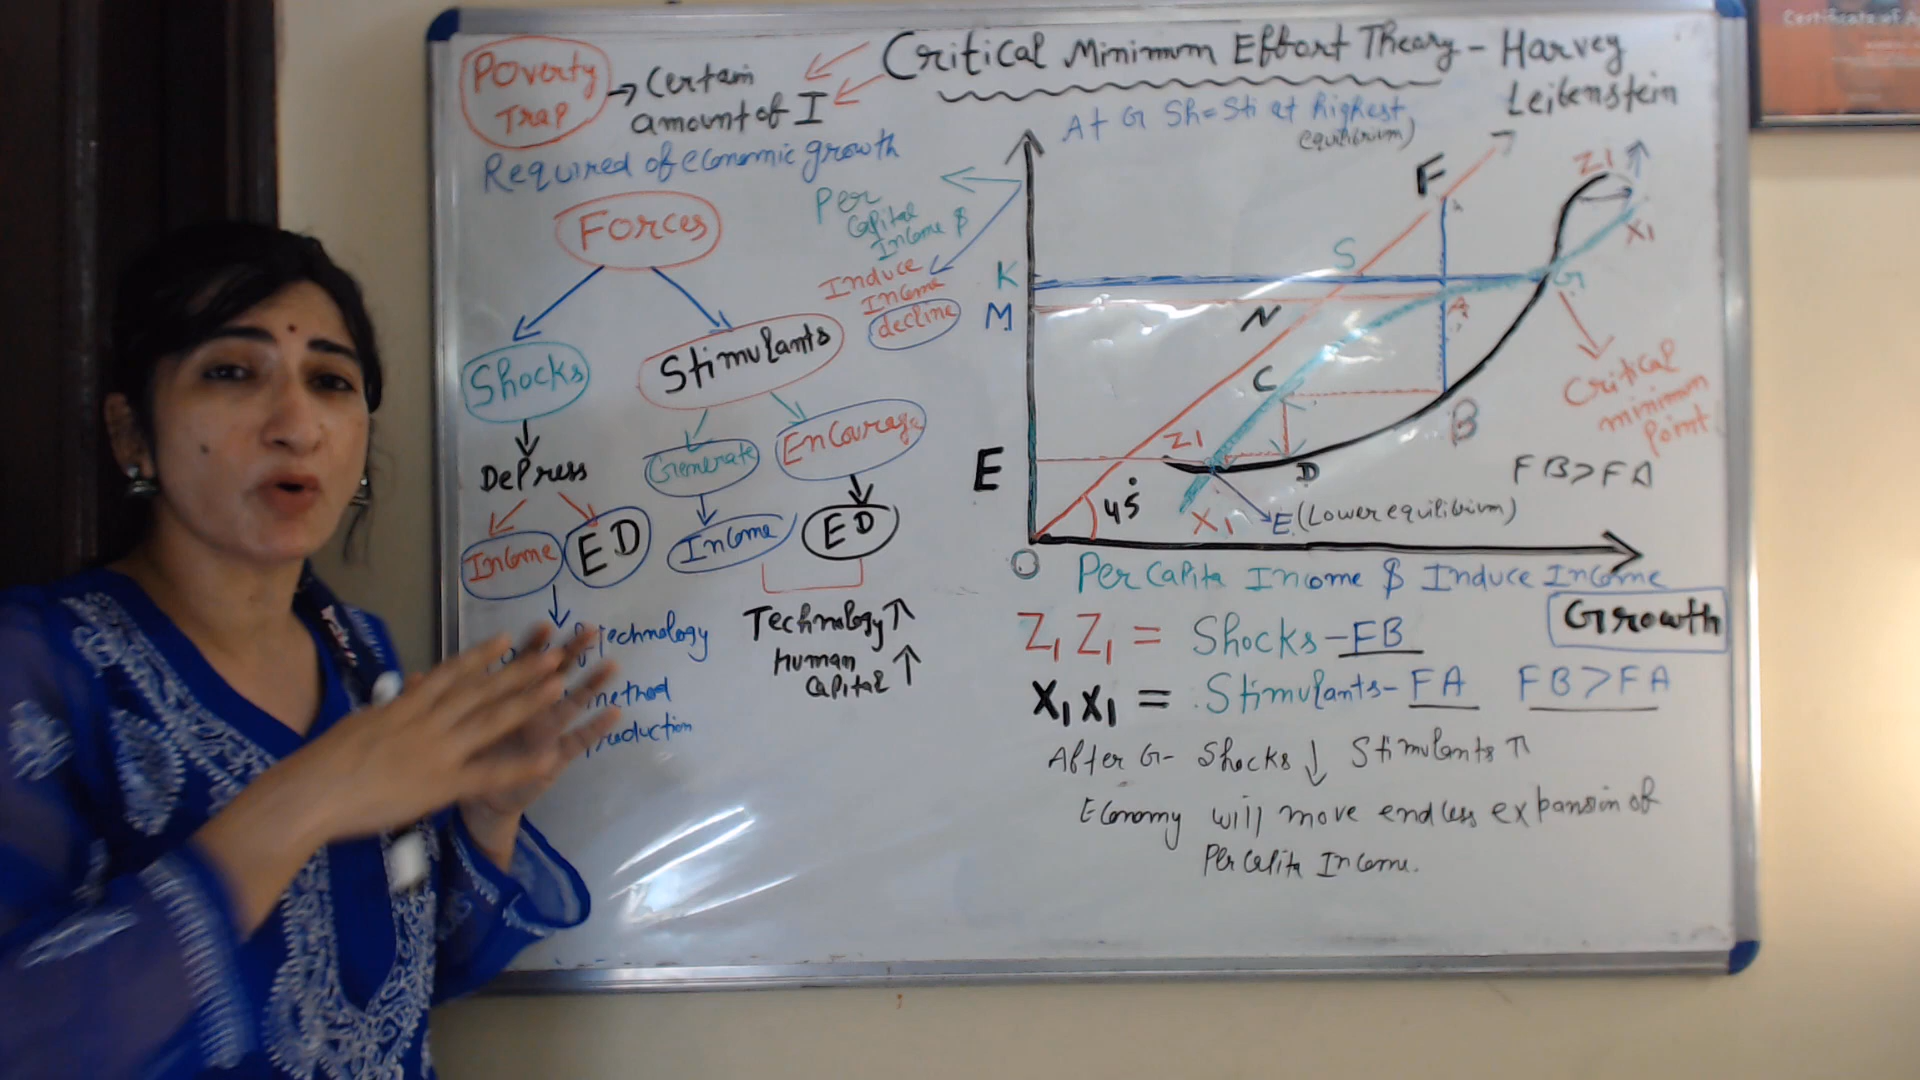 Certificate of A
Critical Minimum Effort Theory - Harvey
Leibenstein
Poverty
Trap
→ Certain
amount of I
Required of economic growth
Forces
Shocks
Stimulants
Depress
Generate
Encourage
Income
ED
Income
ED
Technology
method
Production
Technology ↑
Human
Capital ↑
At G Sh = Sti at highest
equtibrium)
Per
Capital
Income $
Induce
Income
decline
K
M
E
O
F
S
N
C
Z1
X1
45°
D
B
A
G
Z1
X1
E (Lower equilibrium)
Critical
minimum
point
FB > FA
Per Capita Income $ Induce Income
Growth
Z1 Z1 = Shocks - FB
X1 X1 = Stimulants - FA FB > FA
After G - Shocks ↓ Stimulants ↑
Economy will move endless expansion of
Per Capita Income.